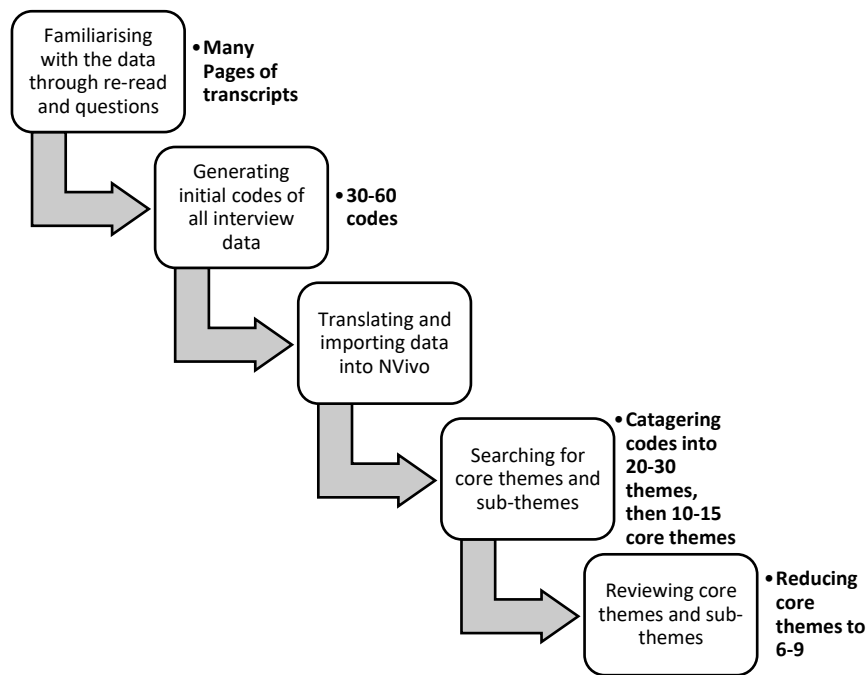 Familiarising
with the data
through re-read
and questions
•Many
Pages of
transcripts
Generating
initial codes of
all interview
data
•30-60
codes
Translating and
importing data
into NVivo
Searching for
core themes and
sub-themes
•Catagering
codes into
20-30
themes,
then 10-15
core themes
Reviewing core
themes and sub-
themes
•Reducing
core
themes to
6-9